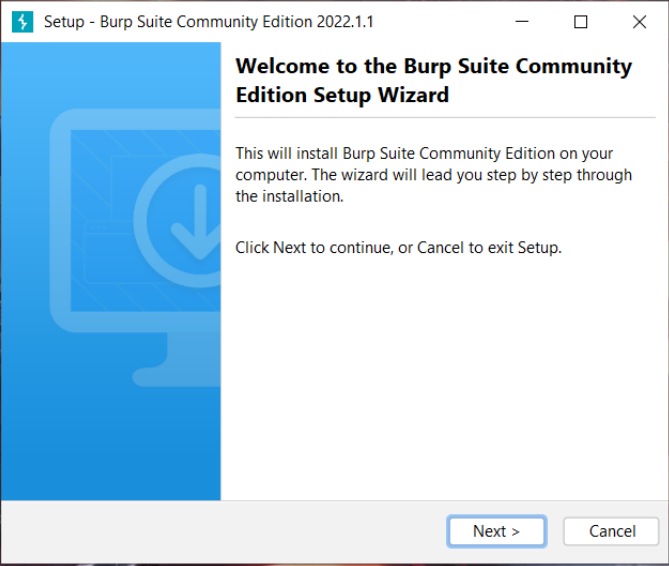 Setup - Burp Suite Community Edition 2022.1.1
Welcome to the Burp Suite Community
Edition Setup Wizard
This will install Burp Suite Community Edition on your
computer. The wizard will lead you step by step through
the installation.
Click Next to continue, or Cancel to exit Setup.
Next >
Cancel